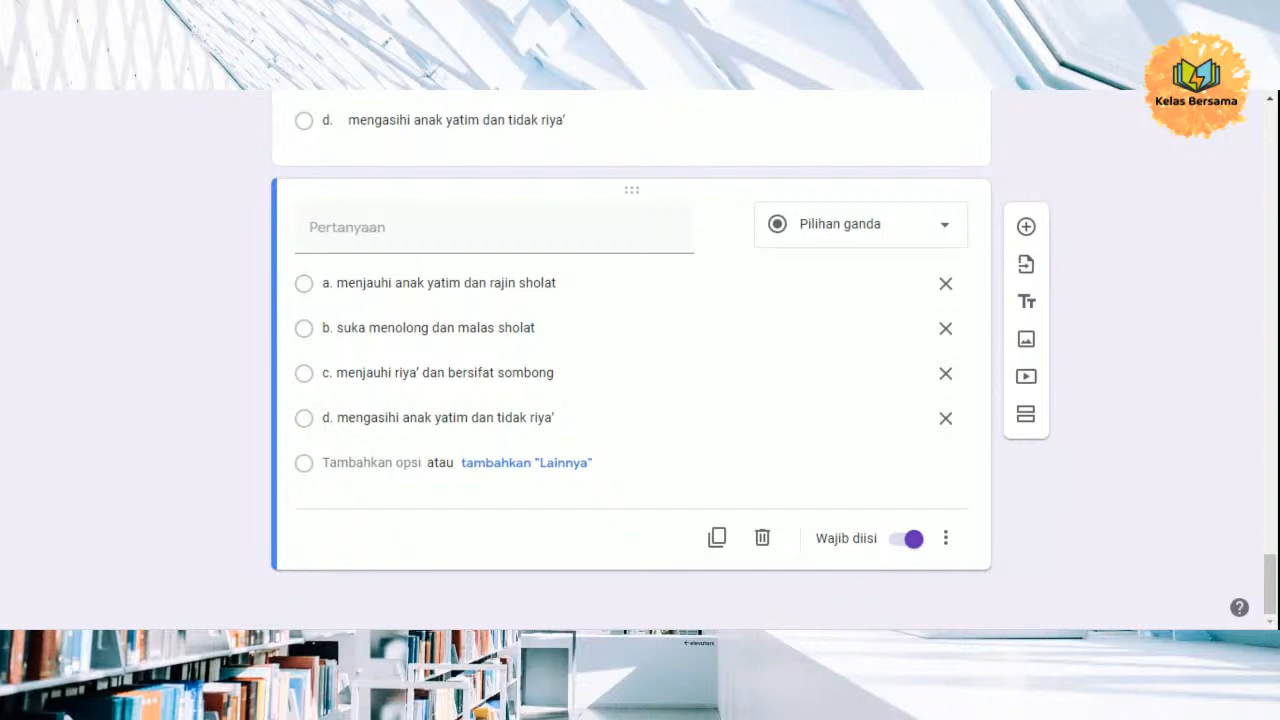 Kelas Bersama
d. mengasihi anak yatim dan tidak riya'
Pertanyaan
Pilihan ganda
a. menjauhi anak yatim dan rajin sholat
b. suka menolong dan malas sholat
c. menjauhi riya' dan bersifat sombong
d. mengasihi anak yatim dan tidak riya'
Tambahkan opsi atau tambahkan "Lainnya"
Wajib diisi
elevators